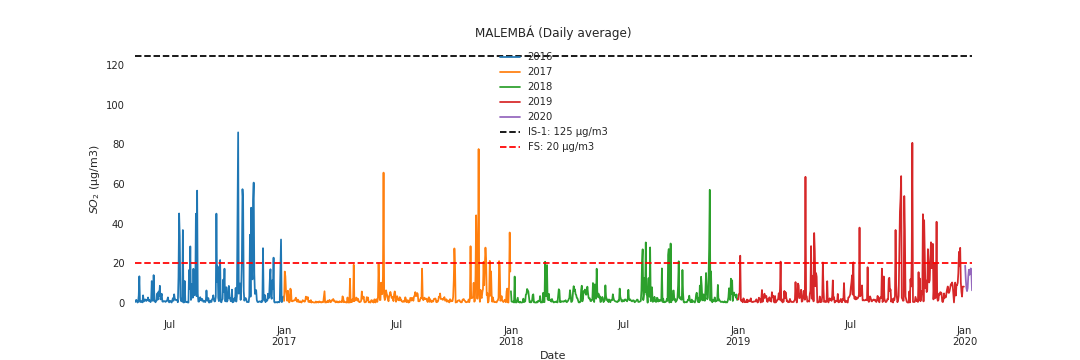 MALEMBÁ (Daily average)
2016
2017
2018
2019
2020
IS-1: 125 µg/m3
FS: 20 µg/m3
SO2 (µg/m3)
120
100
80
60
40
20
0
Jul
Jan
2017
Jul
Jan
2018
Jul
Jan
2019
Jul
Jan
2020
Date